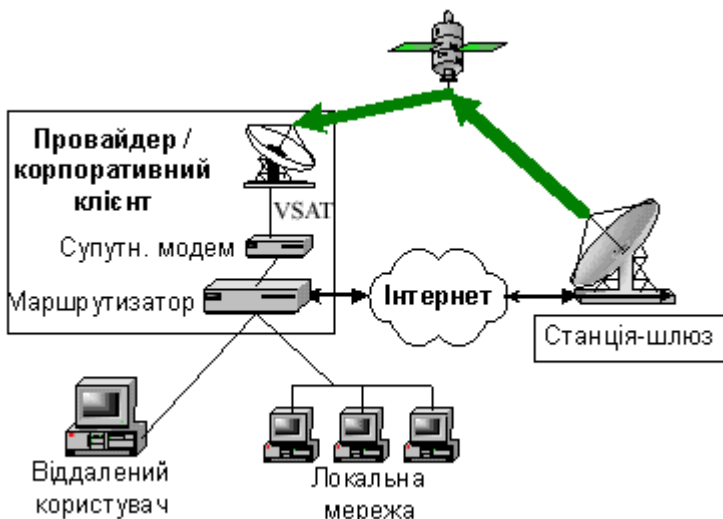 Провайдер /
корпоративний
клієнт
VSAT
Супутн. модем
Маршрутизатор
Інтернет
Станція-шлюз
Віддалений
користувач
Локальна
мережа